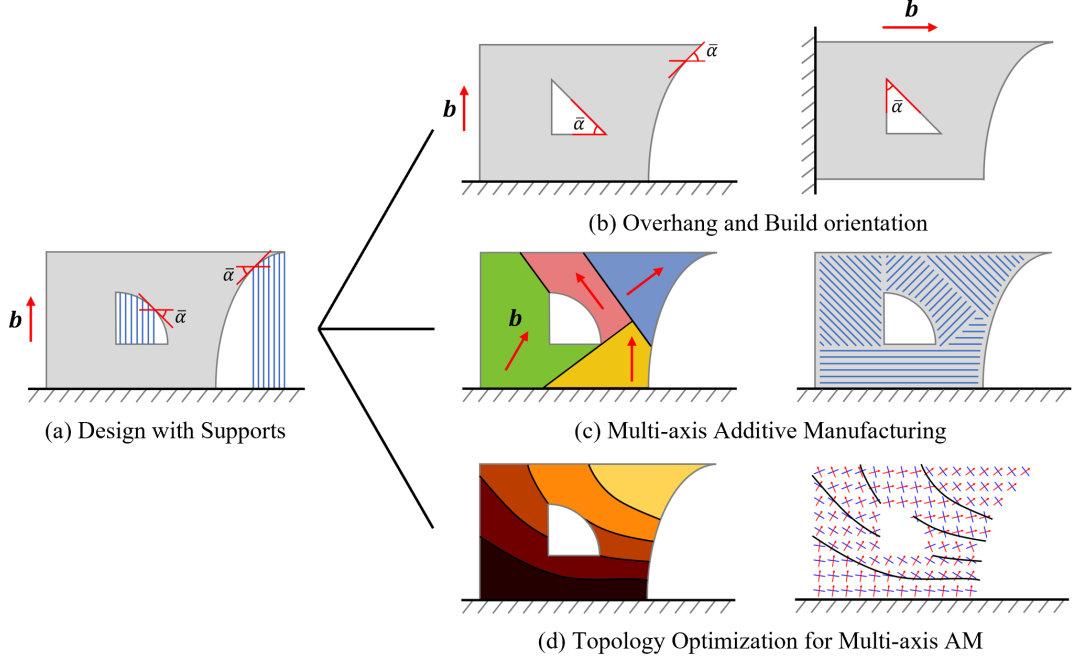 b
ᾱ
ᾱ
b
ᾱ
ᾱ
b
ᾱ
(b) Overhang and Build orientation
b
ᾱ
ᾱ
(a) Design with Supports
b
(c) Multi-axis Additive Manufacturing
(d) Topology Optimization for Multi-axis AM